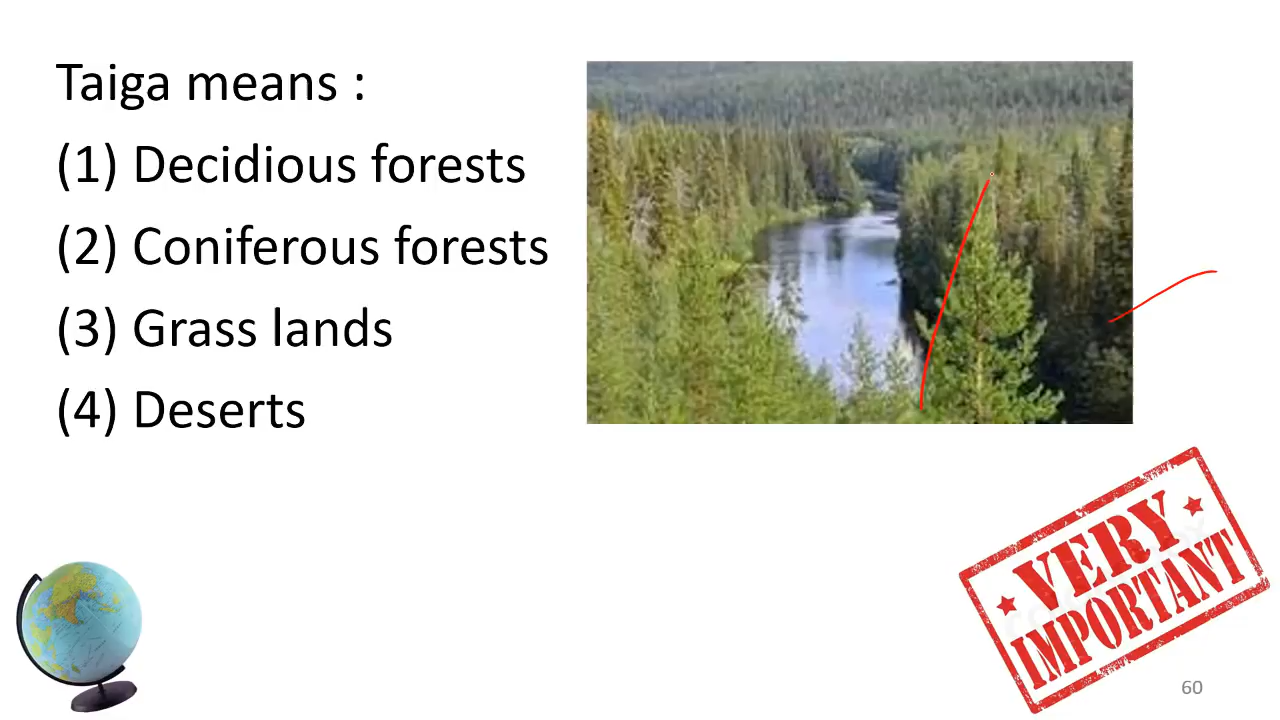 Taiga means :
(1) Decidious forests
(2) Coniferous forests
(3) Grass lands
(4) Deserts
VERY
IMPORTANT
60